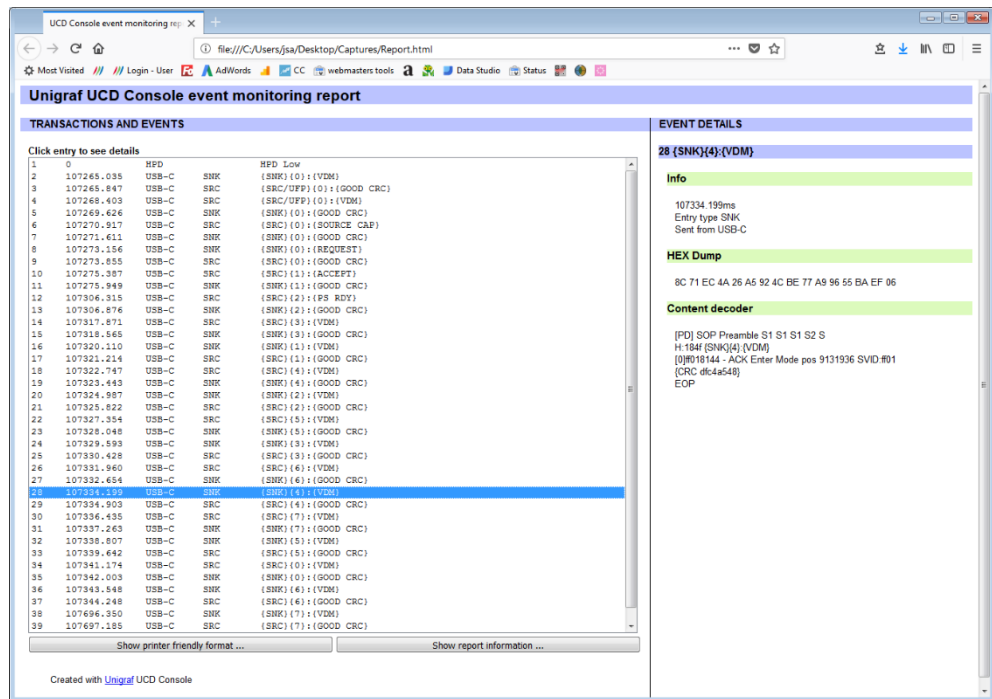 UCD Console event monitoring rep
file:///C:/Users/jsa/Desktop/Captures/Report.html
Most Visited Login - User AdWords CC webmasters tools Data Studio Status
Unigraf UCD Console event monitoring report
TRANSACTIONS AND EVENTS
Click entry to see details
1 0 HPD HPD Low
2 107265.035 USB-C SNK {SNK}{0}:{VDM}
3 107265.847 USB-C SRC {SRC/UFP}{0}:{GOOD CRC}
4 107268.403 USB-C SRC {SRC/UFP}{0}:{VDM}
5 107269.626 USB-C SNK {SNK}{0}:{GOOD CRC}
6 107270.917 USB-C SRC {SRC}{0}:{SOURCE CAP}
7 107271.611 USB-C SNK {SNK}{0}:{GOOD CRC}
8 107273.156 USB-C SNK {SNK}{0}:{REQUEST}
9 107273.855 USB-C SRC {SRC}{0}:{GOOD CRC}
10 107275.387 USB-C SRC {SRC}{1}:{ACCEPT}
11 107275.949 USB-C SNK {SNK}{1}:{GOOD CRC}
12 107306.315 USB-C SRC {SRC}{2}:{PS RDY}
13 107306.876 USB-C SNK {SNK}{2}:{GOOD CRC}
14 107317.871 USB-C SRC {SRC}{3}:{VDM}
15 107318.565 USB-C SNK {SNK}{3}:{GOOD CRC}
16 107320.110 USB-C SNK {SNK}{1}:{VDM}
17 107321.214 USB-C SRC {SRC}{1}:{GOOD CRC}
18 107322.747 USB-C SRC {SRC}{4}:{VDM}
19 107323.443 USB-C SNK {SNK}{4}:{GOOD CRC}
20 107324.987 USB-C SNK {SNK}{2}:{VDM}
21 107325.822 USB-C SRC {SRC}{2}:{GOOD CRC}
22 107327.354 USB-C SRC {SRC}{5}:{VDM}
23 107328.048 USB-C SNK {SNK}{5}:{GOOD CRC}
24 107329.593 USB-C SNK {SNK}{3}:{VDM}
25 107330.428 USB-C SRC {SRC}{3}:{GOOD CRC}
26 107331.960 USB-C SRC {SRC}{6}:{VDM}
27 107332.654 USB-C SNK {SNK}{6}:{GOOD CRC}
28 107334.199 USB-C SNK {SNK}{4}:{VDM}
29 107334.903 USB-C SRC {SRC}{4}:{GOOD CRC}
30 107336.435 USB-C SRC {SRC}{7}:{VDM}
31 107337.263 USB-C SNK {SNK}{7}:{GOOD CRC}
32 107338.807 USB-C SNK {SNK}{5}:{VDM}
33 107339.642 USB-C SRC {SRC}{5}:{GOOD CRC}
34 107341.174 USB-C SRC {SRC}{0}:{VDM}
35 107342.003 USB-C SNK {SNK}{0}:{GOOD CRC}
36 107343.548 USB-C SNK {SNK}{6}:{VDM}
37 107344.248 USB-C SRC {SRC}{6}:{GOOD CRC}
38 107696.350 USB-C SNK {SNK}{7}:{VDM}
39 107697.185 USB-C SRC {SRC}{7}:{GOOD CRC}
Show printer friendly format ...
Show report information ...
Created with Unigraf UCD Console
EVENT DETAILS
28 {SNK}{4}:{VDM}
Info
107334.199ms
Entry type SNK
Sent from USB-C
HEX Dump
8C 71 EC 4A 26 A5 92 4C BE 77 A9 96 55 BA EF 06
Content decoder
[PD] SOP Preamble S1 S1 S1 S2 S
H:184f {SNK}{4}:{VDM}
[0]ff018144 - ACK Enter Mode pos 9131936 SVID:ff01
{CRC dfc4a548}
EOP